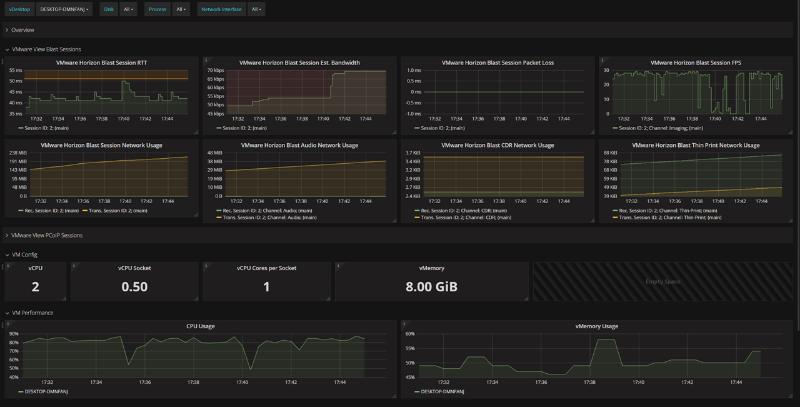 vDesktop DESKTOP-DMNFANJ Disk All Process All Network Interface All
Overview
VMware View Blast Sessions
VMware Horizon Blast Session RTT
55 ms
50 ms
45 ms
40 ms
35 ms
17:32 17:34 17:36 17:38 17:40 17:42 17:44
Session ID: 2; (main)
VMware Horizon Blast Session Est. Bandwidth
70 kbps
65 kbps
60 kbps
55 kbps
50 kbps
45 kbps
17:32 17:34 17:36 17:38 17:40 17:42 17:44
Session ID: 2; (main)
VMware Horizon Blast Session Packet Loss
1.0 ms
0.5 ms
0 ms
-0.5 ms
-1.0 ms
17:32 17:34 17:36 17:38 17:40 17:42 17:44
Session ID: 2; (main)
VMware Horizon Blast Session FPS
30
20
10
0
17:32 17:34 17:36 17:38 17:40 17:42 17:44
Session ID: 2; Channel: Imaging; (main)
VMware Horizon Blast Session Network Usage
238 MiB
191 MiB
143 MiB
95 MiB
48 MiB
0 B
17:32 17:34 17:36 17:38 17:40 17:42 17:44
Rec. Session ID: 2; (main) Trans. Session ID: 2; (main)
VMware Horizon Blast Audio Network Usage
48 MiB
38 MiB
29 MiB
19 MiB
10 MiB
0 B
17:32 17:34 17:36 17:38 17:40 17:42 17:44
Rec. Session ID: 2; Channel: Audio; (main)
Trans. Session ID: 2; Channel: Audio; (main)
VMware Horizon Blast CDR Network Usage
3.7 KiB
3.4 KiB
3.2 KiB
2.9 KiB
2.7 KiB
2.4 KiB
17:32 17:34 17:36 17:38 17:40 17:42 17:44
Rec. Session ID: 2; Channel: CDR; (main)
Trans. Session ID: 2; Channel: CDR; (main)
VMware Horizon Blast Thin Print Network Usage
88 KiB
78 KiB
68 KiB
59 KiB
49 KiB
39 KiB
17:32 17:34 17:36 17:38 17:40 17:42 17:44
Rec. Session ID: 2; Channel: Thin-Print; (main)
Trans. Session ID: 2; Channel: Thin-Print; (main)
VMware View PCoIP Sessions
VM Config
vCPU
2
vCPU Socket
0.50
vCPU Cores per Socket
1
vMemory
8.00 GiB
Empty Space
VM Performance
CPU Usage
90%
80%
70%
60%
50%
40%
17:32 17:34 17:36 17:38 17:40 17:42 17:44
DESKTOP-DMNFANJ
vMemory Usage
60%
55%
50%
45%
17:32 17:34 17:36 17:38 17:40 17:42 17:44
DESKTOP-DMNFANJ